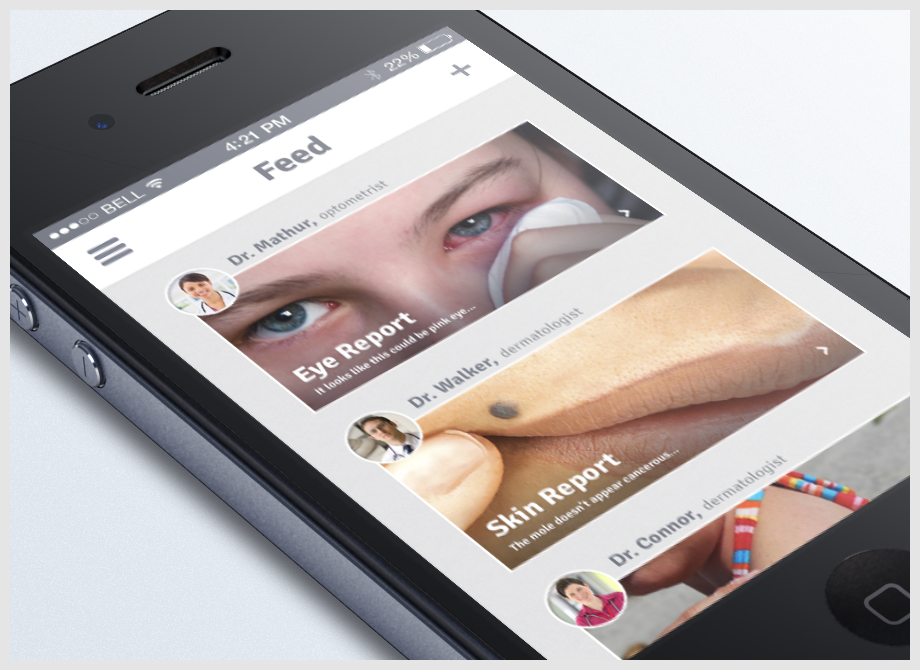 BELL 4:21 PM 22%
Feed
Dr. Mathur, optometrist
Eye Report
It looks like this could be pink eye...
Dr. Walker, dermatologist
Skin Report
The mole doesn't appear cancerous...
Dr. Connor, dermatologist